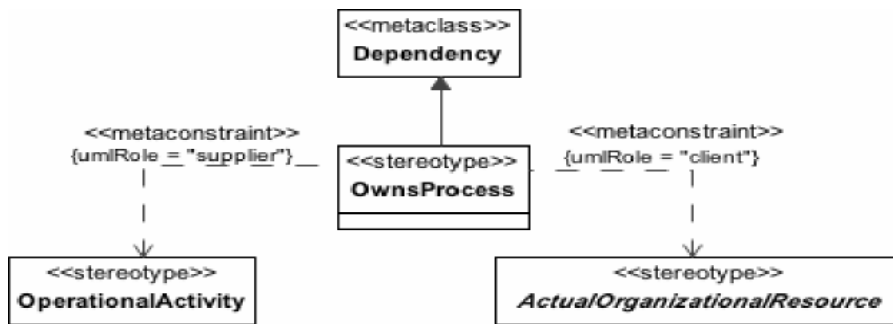 <<metaclass>>
Dependency
<<metaconstraint>>
{umlRole = "supplier"}
<<metaconstraint>>
{umlRole = "client"}
<<stereotype>>
OwnsProcess
<<stereotype>>
OperationalActivity
<<stereotype>>
ActualOrganizationalResource